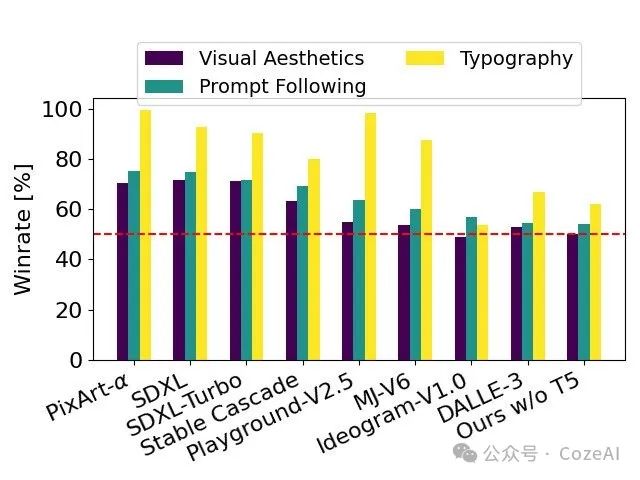 Visual Aesthetics
Typography
Prompt Following
Winrate [%]
100
80
60
40
20
0
PixArt-α
SDXL
SDXL-Turbo
Stable Cascade
Playground-V2.5
MJ-V6
Ideogram-V1.0
DALLE-3
Ours w/o T5
公众号 · CozeAI